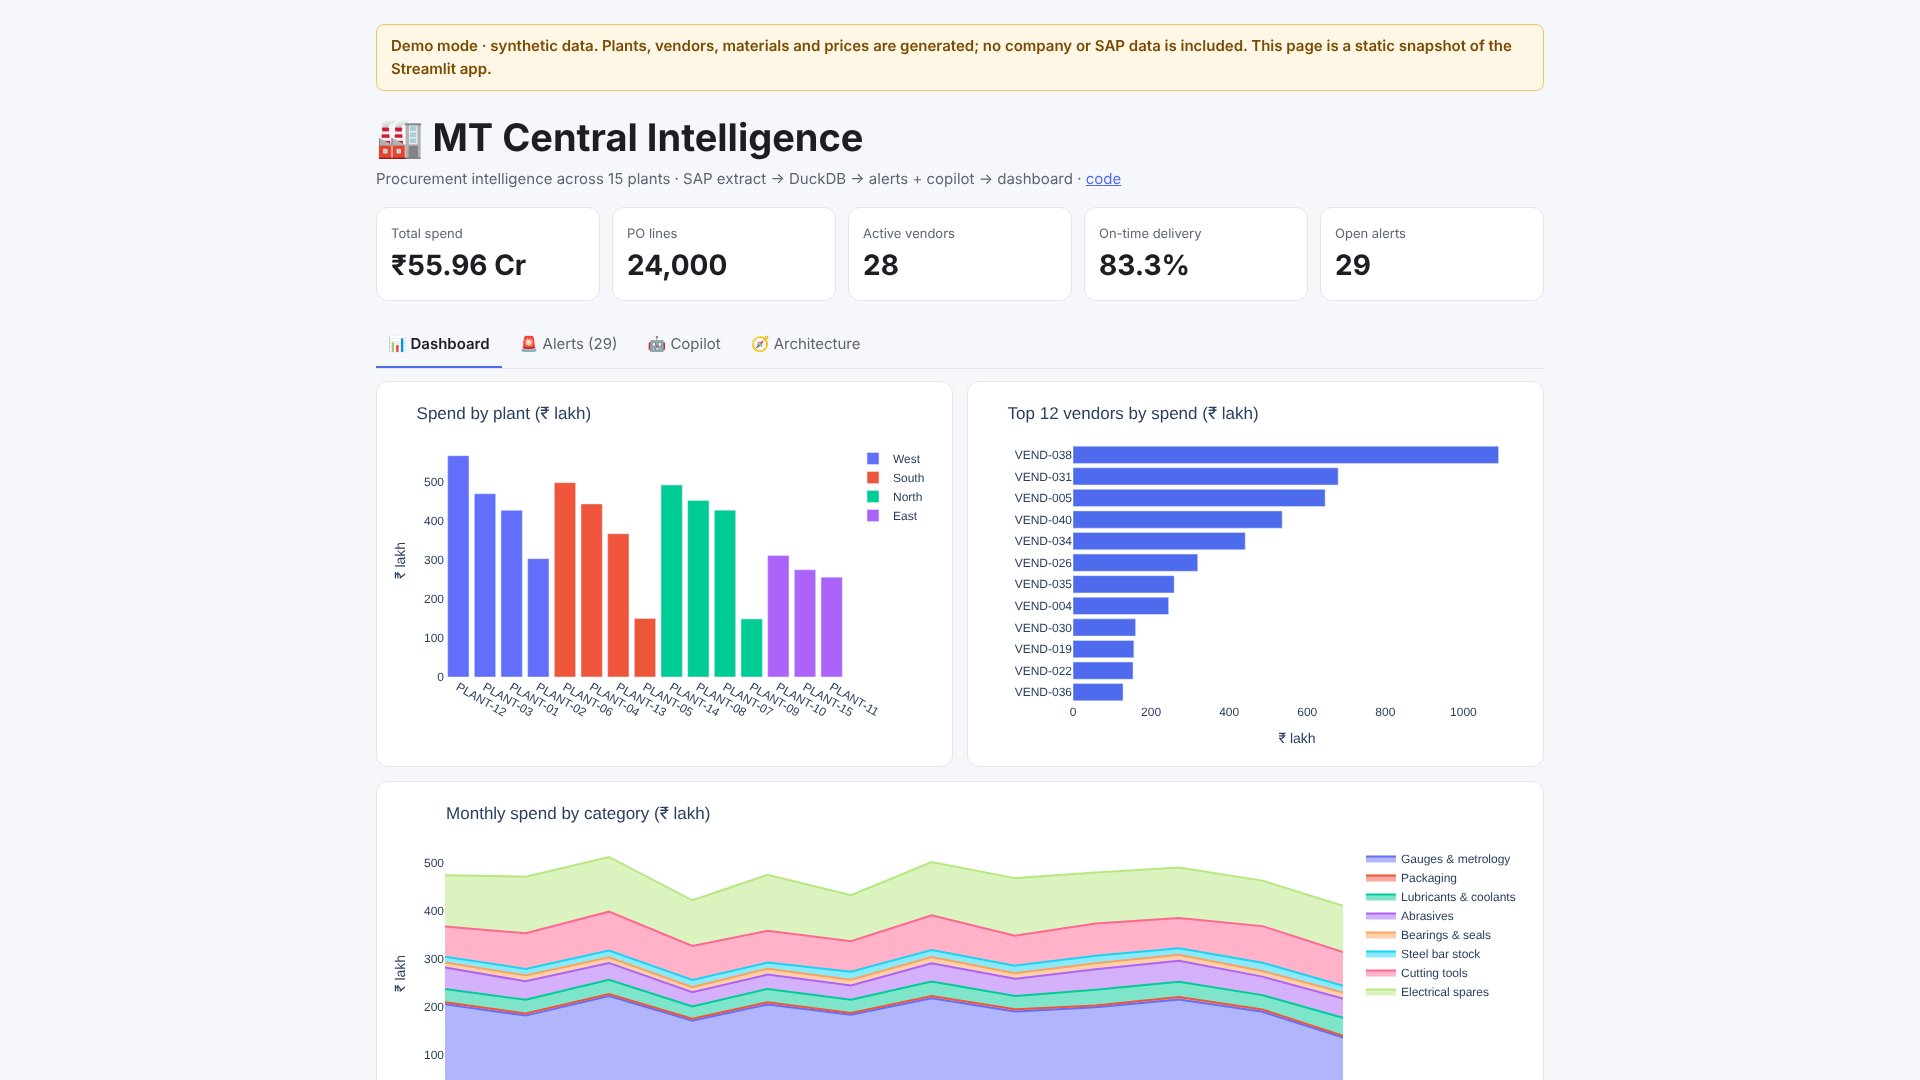 Demo mode · synthetic data. Plants, vendors, materials and prices are generated; no company or SAP data is included. This page is a static snapshot of the
Streamlit app.
MT Central Intelligence
Procurement intelligence across 15 plants · SAP extract → DuckDB → alerts + copilot → dashboard · code
Total spend
₹55.96 Cr
PO lines
24,000
Active vendors
28
On-time delivery
83.3%
Open alerts
29
Dashboard
Alerts (29)
Copilot
Architecture
Spend by plant (₹ lakh)
West
South
North
East
500
400
300
200
100
0
₹ lakh
PLANT-12
PLANT-03
PLANT-01
PLANT-02
PLANT-06
PLANT-04
PLANT-13
PLANT-05
PLANT-14
PLANT-08
PLANT-07
PLANT-09
PLANT-10
PLANT-15
PLANT-11
Top 12 vendors by spend (₹ lakh)
VEND-038
VEND-031
VEND-005
VEND-040
VEND-034
VEND-026
VEND-035
VEND-004
VEND-030
VEND-019
VEND-022
VEND-036
0
200
400
600
800
1000
₹ lakh
Monthly spend by category (₹ lakh)
500
400
300
200
100
₹ lakh
Gauges & metrology
Packaging
Lubricants & coolants
Abrasives
Bearings & seals
Steel bar stock
Cutting tools
Electrical spares